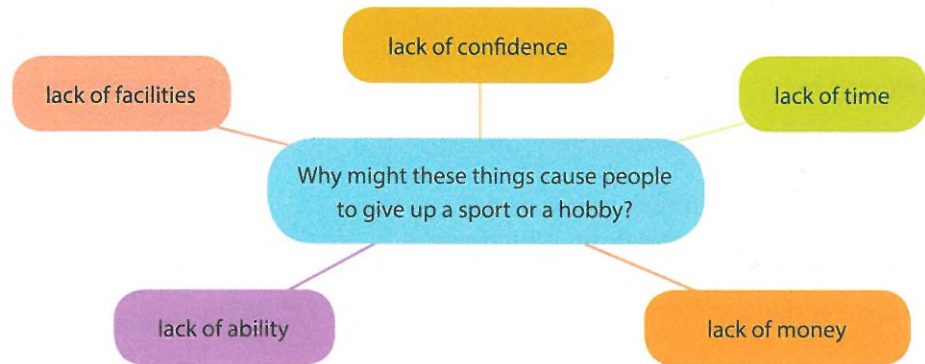 lack of confidence
lack of facilities
lack of time
Why might these things cause people
to give up a sport or a hobby?
lack of ability
lack of money